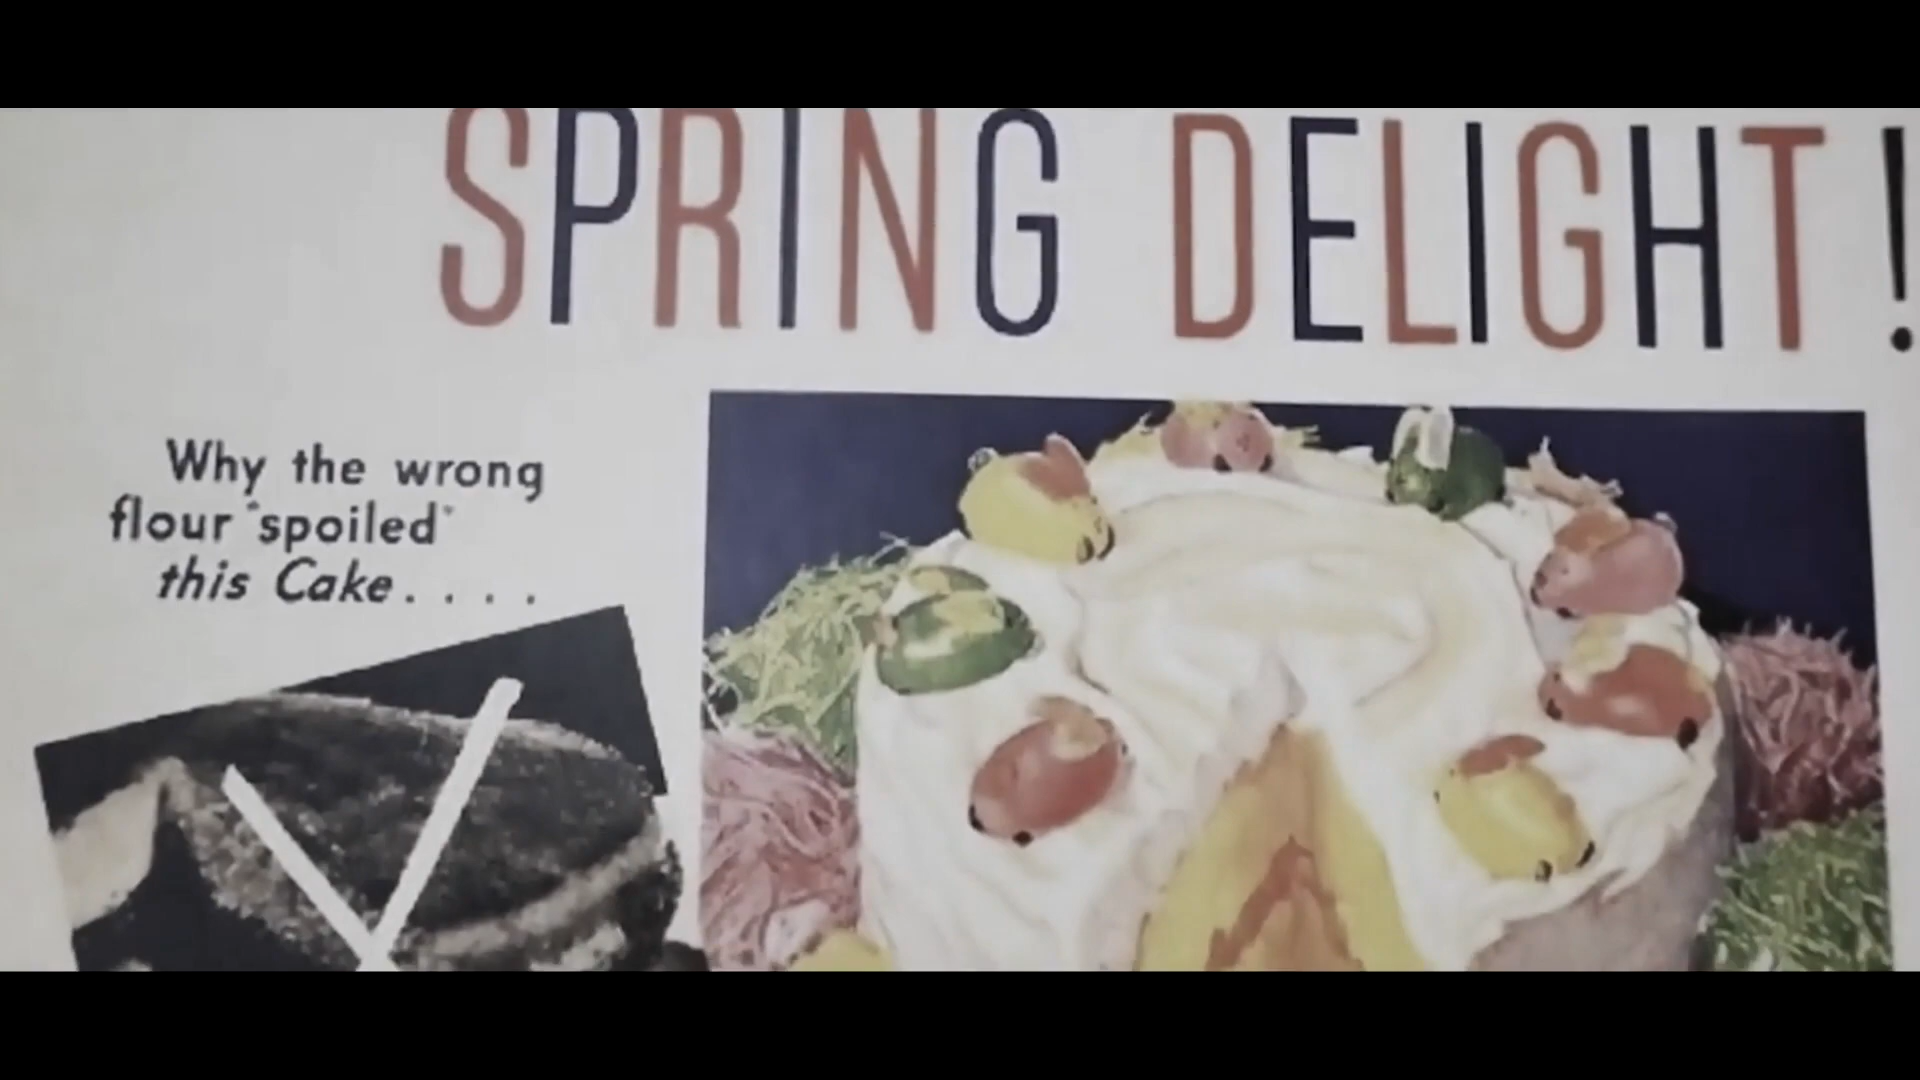 SPRING DELIGHT!
Why the wrong
flour "spoiled"
this Cake....